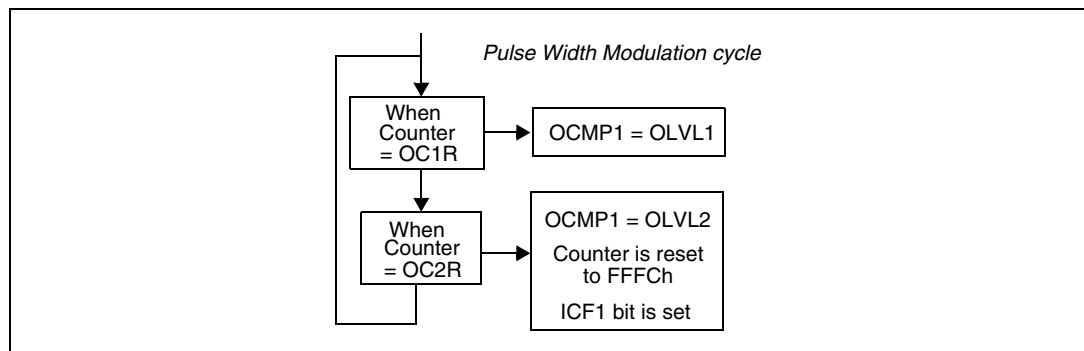 Pulse Width Modulation cycle
When
Counter
= OC1R
OCMP1 = OLVL1
When
Counter
= OC2R
OCMP1 = OLVL2
Counter is reset
to FFFCh
ICF1 bit is set